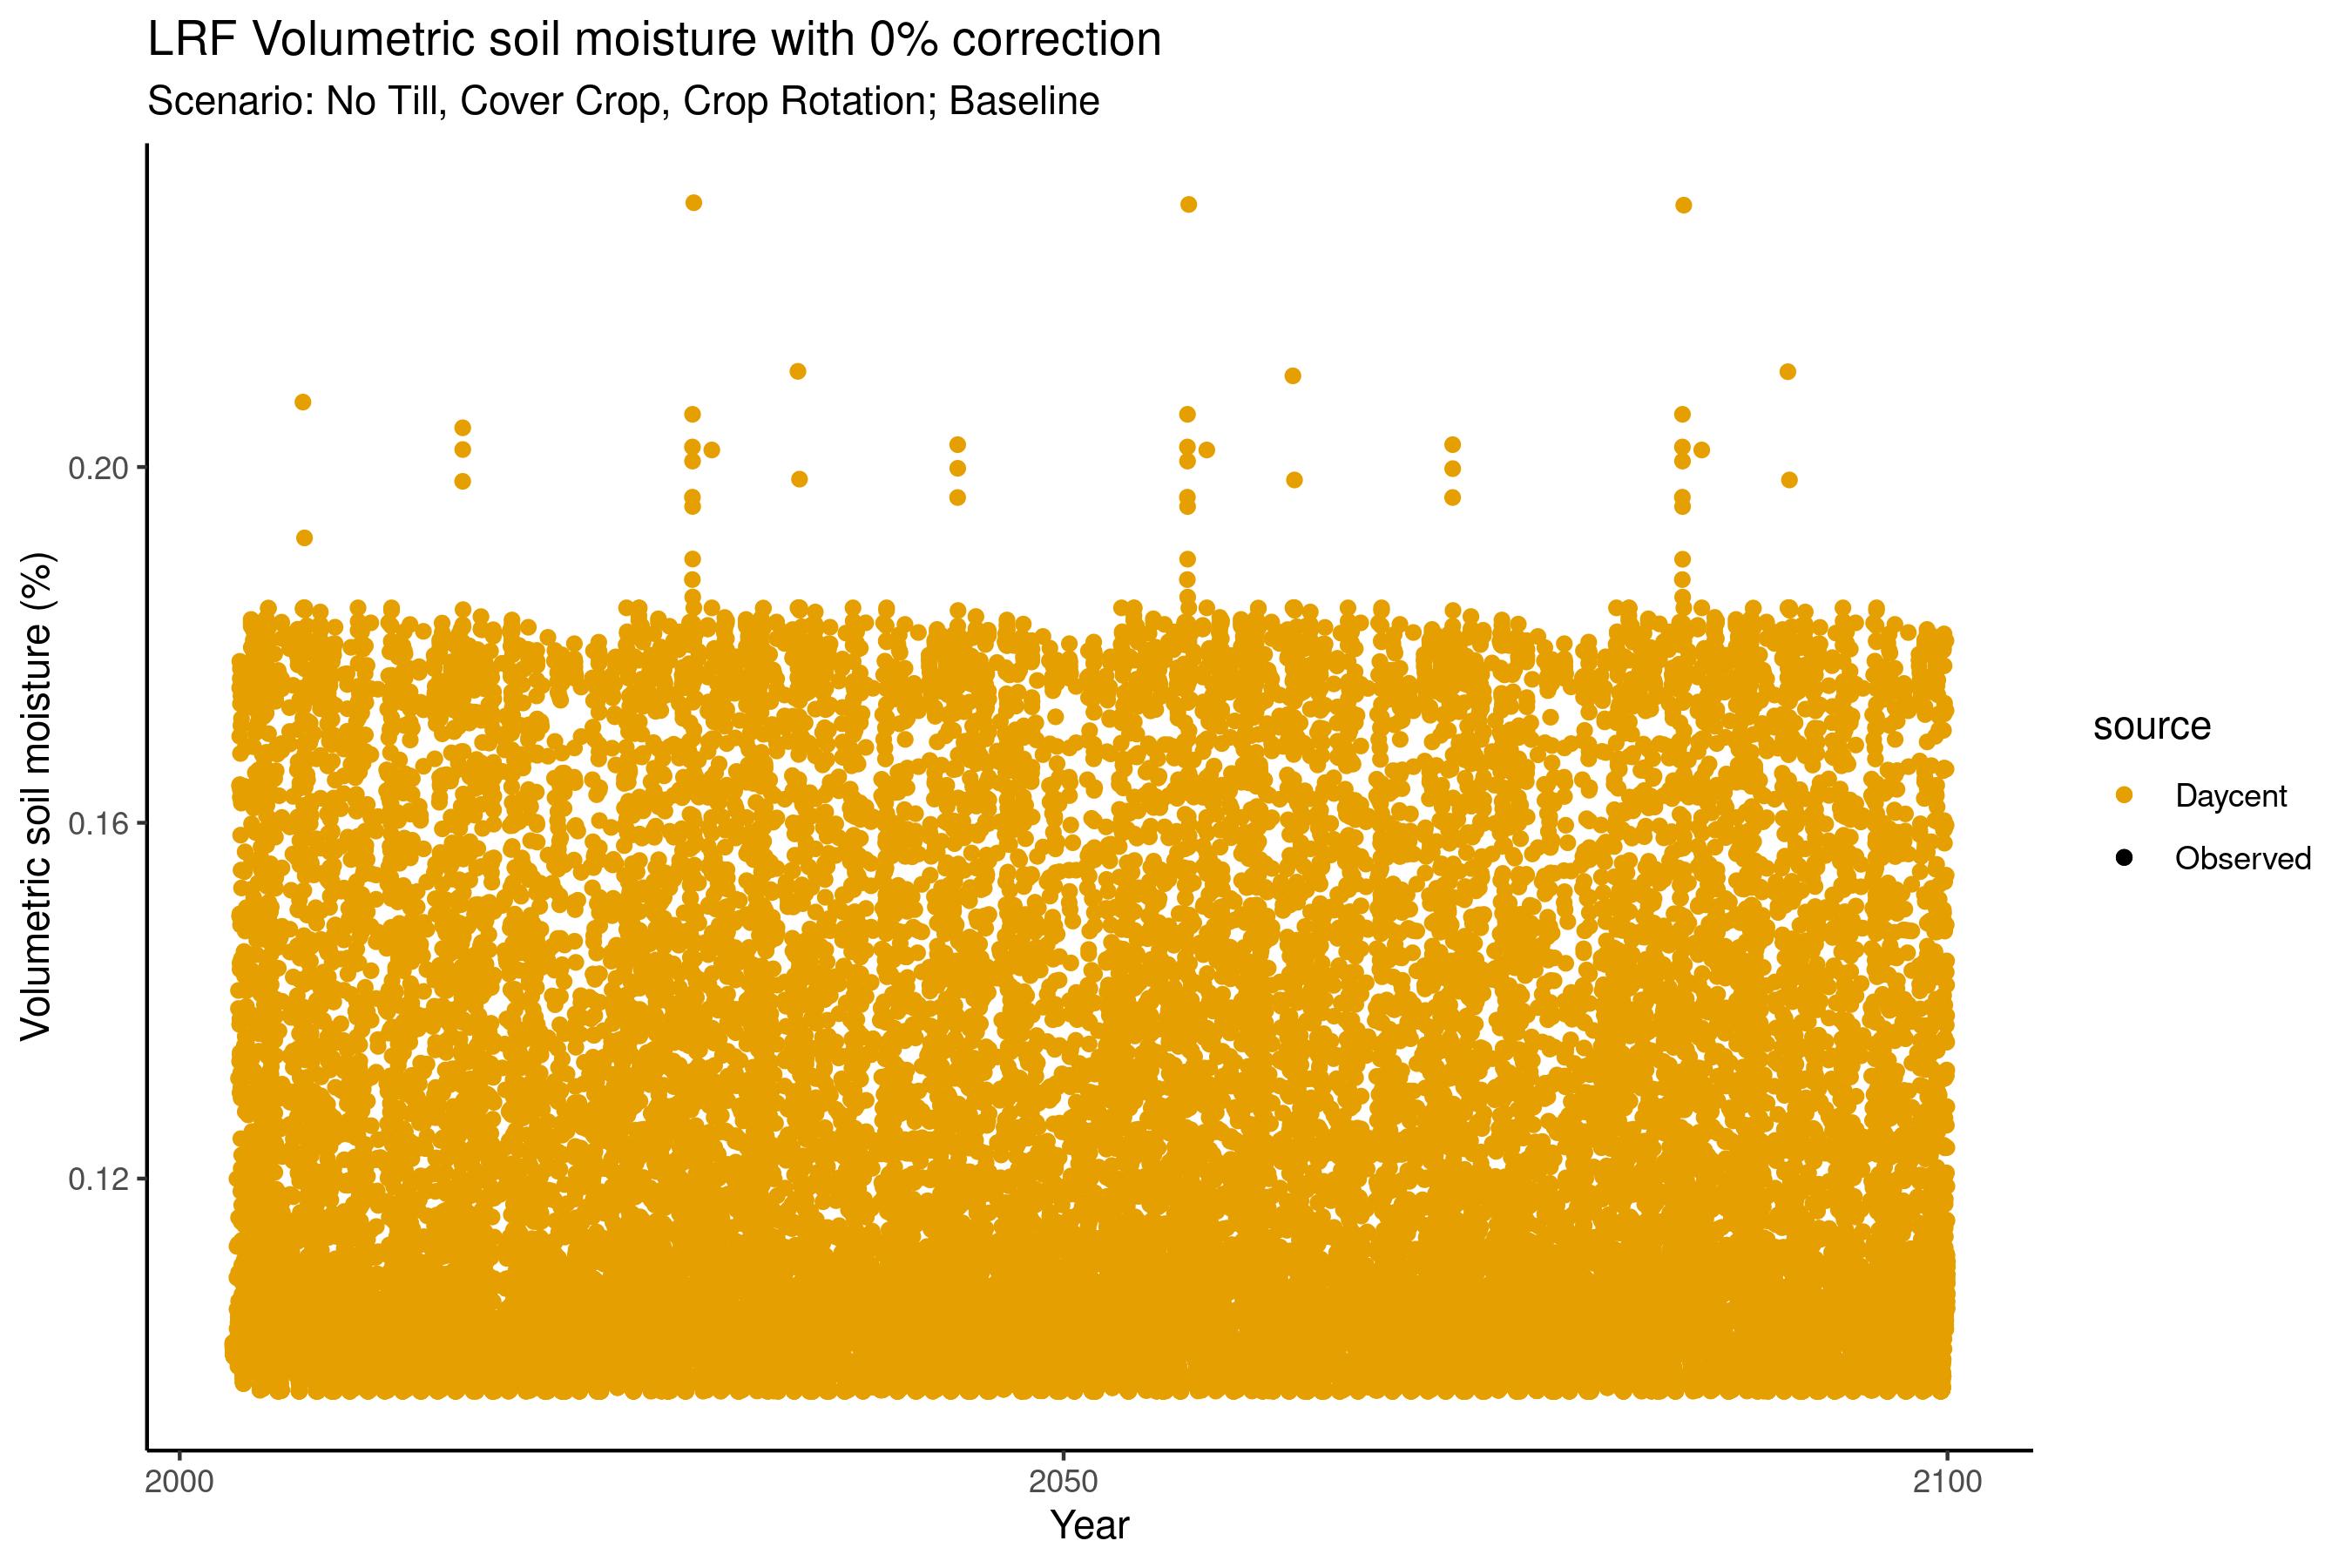 LRF Volumetric soil moisture with 0% correction
Scenario: No Till, Cover Crop, Crop Rotation; Baseline
Volumetric soil moisture (%)
0.20
0.16
0.12
2000
2050
2100
Year
source
Daycent
Observed